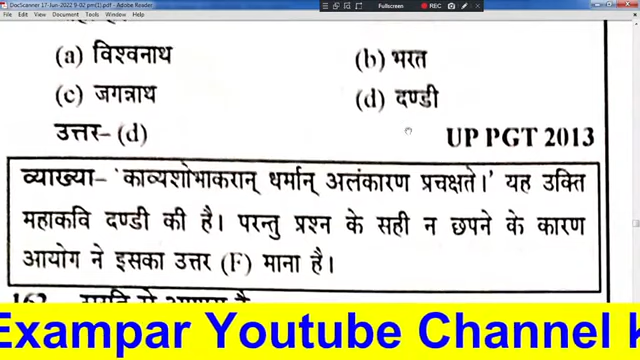 DocScanner 17-Jun-2022 9-02 pm(1).pdf - Adobe Reader
File Edit View Window Help
Fullscreen REC
(a) विश्वनाथ (b) भरत
(c) जगन्नाथ (d) दण्डी
उत्तर– (d) UP PGT 2013
व्याख्या– 'काव्यशोभाकरान् धर्मान् अलंकारण प्रचक्षते।' यह उक्ति
महाकवि दण्डी की है। परन्तु प्रश्न के सही न छपने के कारण
आयोग ने इसका उत्तर (F) माना है।
Exampar Youtube Channel k